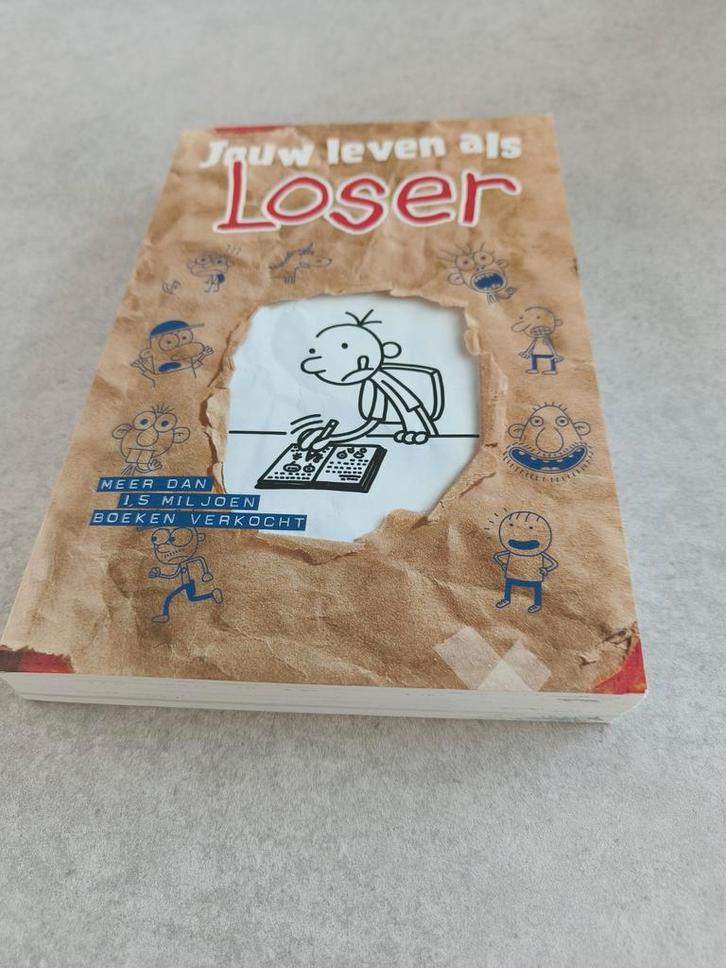 Jouw leven als
Loser
MEER DAN
1,5 MILJOEN
BOEKEN VERKOCHT